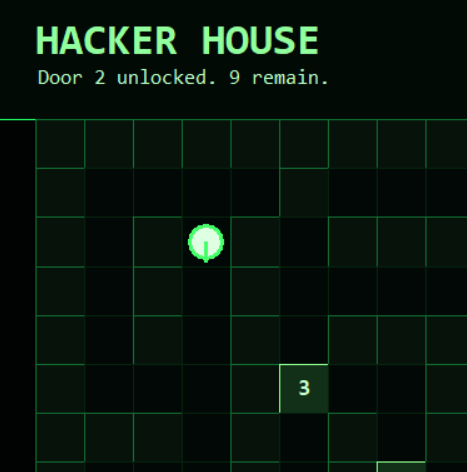 HACKER HOUSE
Door 2 unlocked. 9 remain.
3